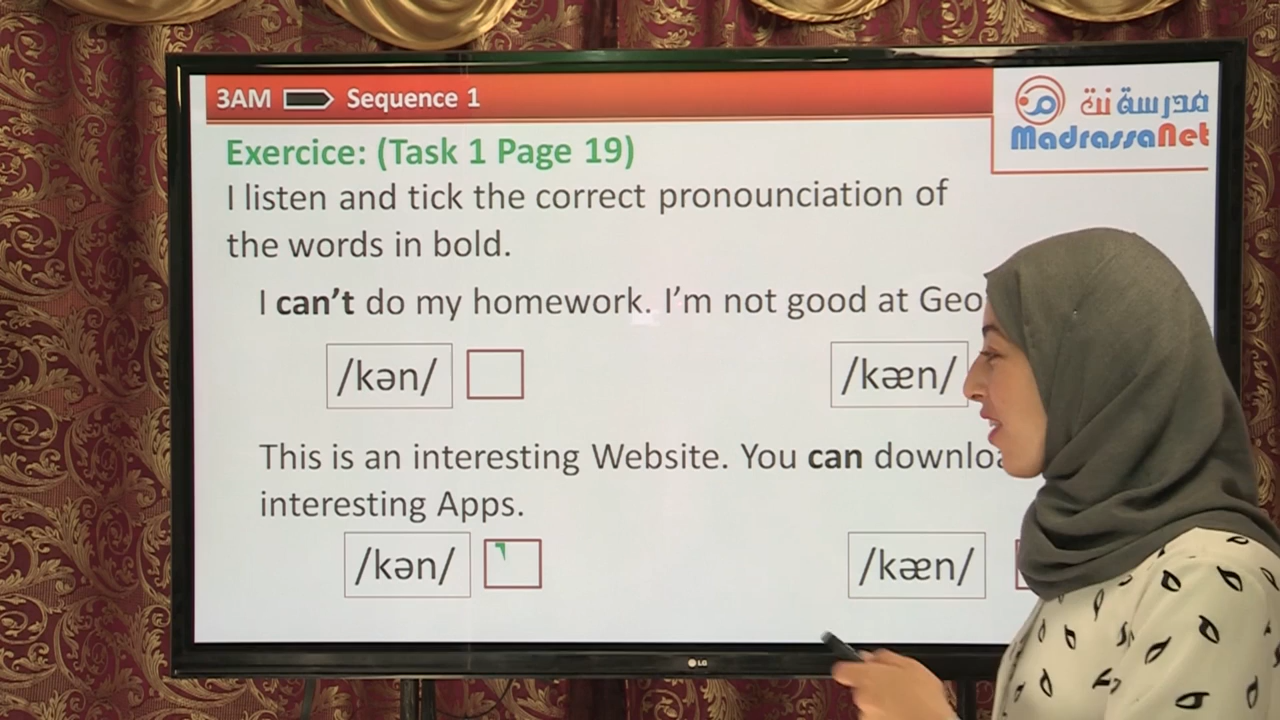 3AM Sequence 1
مدرسة نت
MadrassaNet
Exercice: (Task 1 Page 19)
I listen and tick the correct pronounciation of
the words in bold.
I can't do my homework. I'm not good at Geo
/kən/ /kæn/
This is an interesting Website. You can downloa
interesting Apps.
/kən/ /kæn/
LG